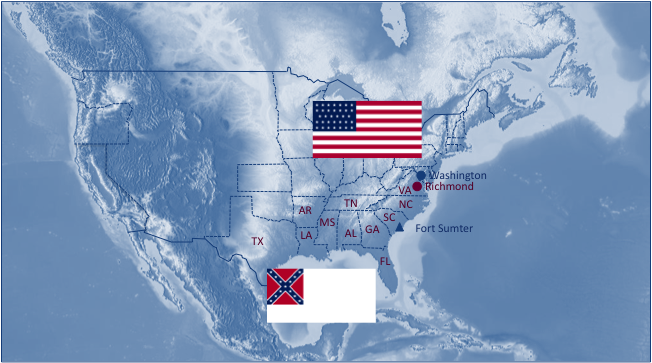 Washington
VA
Richmond
TN
NC
AR
SC
MS
AL
GA
Fort Sumter
LA
TX
FL